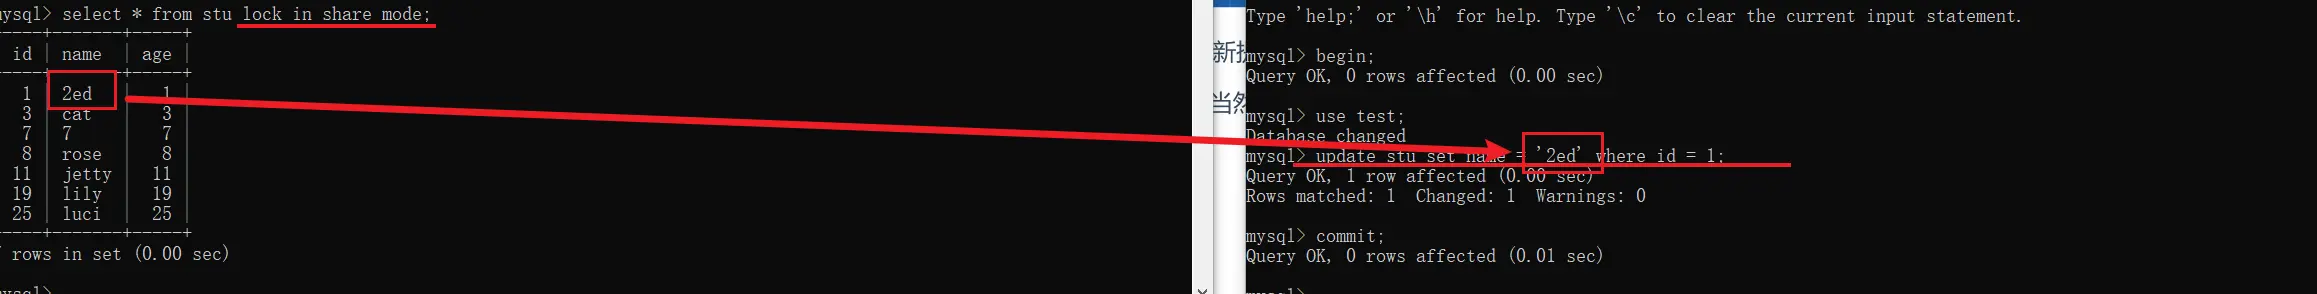 mysql> select * from stu lock in share mode;
-----+-------+-----+
id | name | age |
-----+-------+-----+
1 | 2ed | 1 |
3 | cat | 3 |
7 | 7 | 7 |
8 | rose | 8 |
11 | jetty | 11 |
19 | lily | 19 |
25 | luci | 25 |
-----+-------+-----+
rows in set (0.00 sec)
mysql>
当然
Type 'help;' or '\h' for help. Type '\c' to clear the current input statement.
mysql> begin;
Query OK, 0 rows affected (0.00 sec)
mysql> use test;
Database changed
mysql> update stu set name = '2ed' where id = 1;
Query OK, 1 row affected (0.00 sec)
Rows matched: 1  Changed: 1  Warnings: 0
mysql> commit;
Query OK, 0 rows affected (0.01 sec)
mysql>